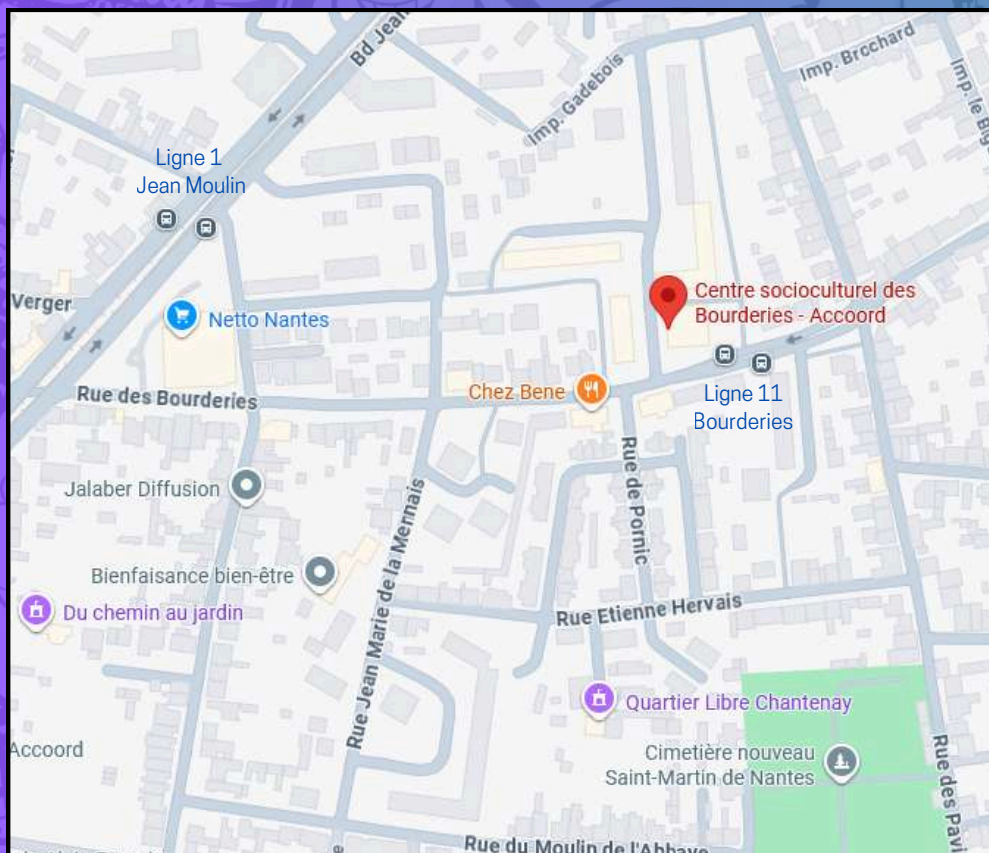 Bd Jean
Imp. Gadebois
Imp. Brochard
Imp. le Big
Ligne 1
Jean Moulin
Verger
Netto Nantes
Centre socioculturel des
Bourderies - Accoord
Rue des Bourderies
Chez Bene
Ligne 11
Bourderies
Jalaber Diffusion
Rue de Pornic
Rue Jean Marie de la Mernais
Bienfaisance bien-être
Du chemin au jardin
Rue Etienne Hervais
Quartier Libre Chantenay
Accoord
Cimetière nouveau
Saint-Martin de Nantes
Rue des Pavi
Rue du Moulin de l'Abbaye